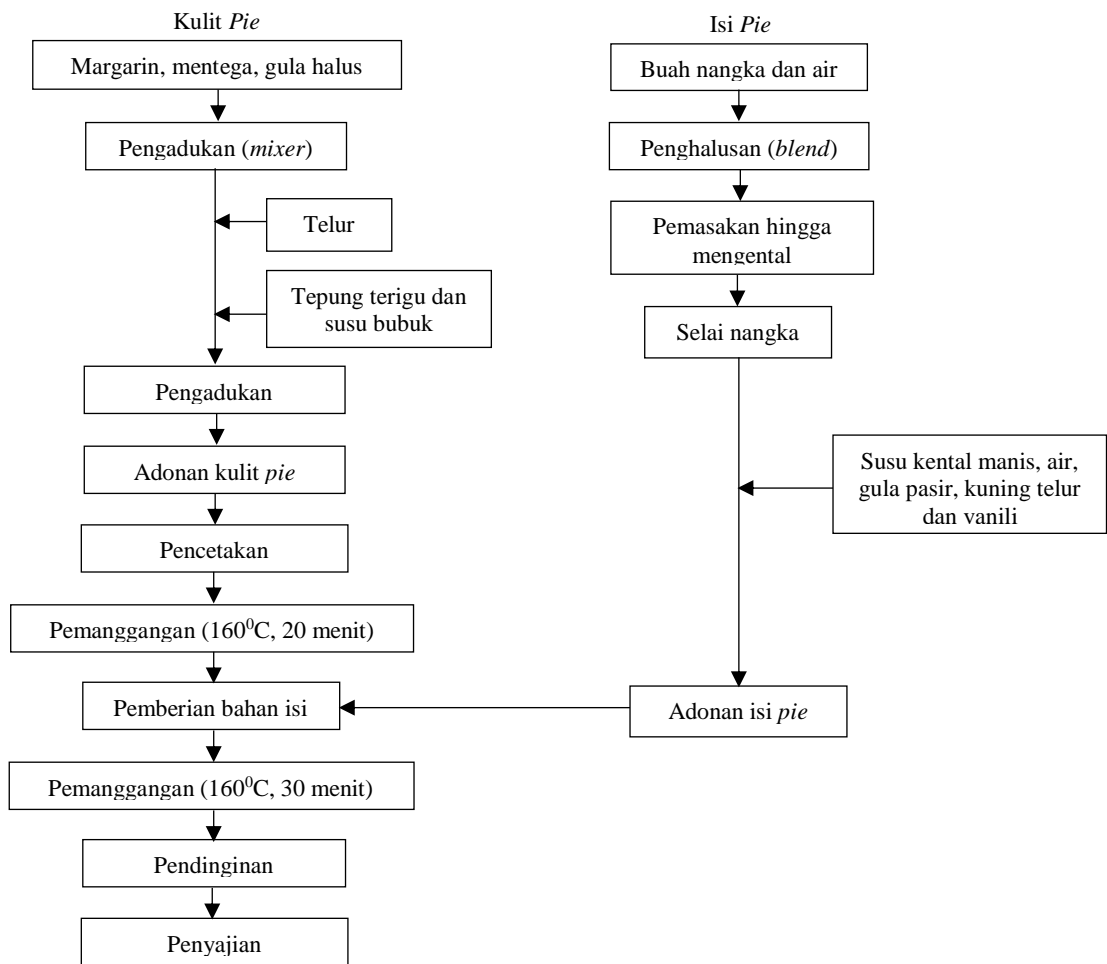 Kulit Pie
Margarin, mentega, gula halus
Pengadukan (mixer)
Telur
Tepung terigu dan
susu bubuk
Pengadukan
Adonan kulit pie
Pencetakan
Pemanggangan (160⁰C, 20 menit)
Pemberian bahan isi
Pemanggangan (160⁰C, 30 menit)
Pendinginan
Penyajian
Isi Pie
Buah nangka dan air
Penghalusan (blend)
Pemasakan hingga
mengental
Selai nangka
Susu kental manis, air,
gula pasir, kuning telur
dan vanili
Adonan isi pie